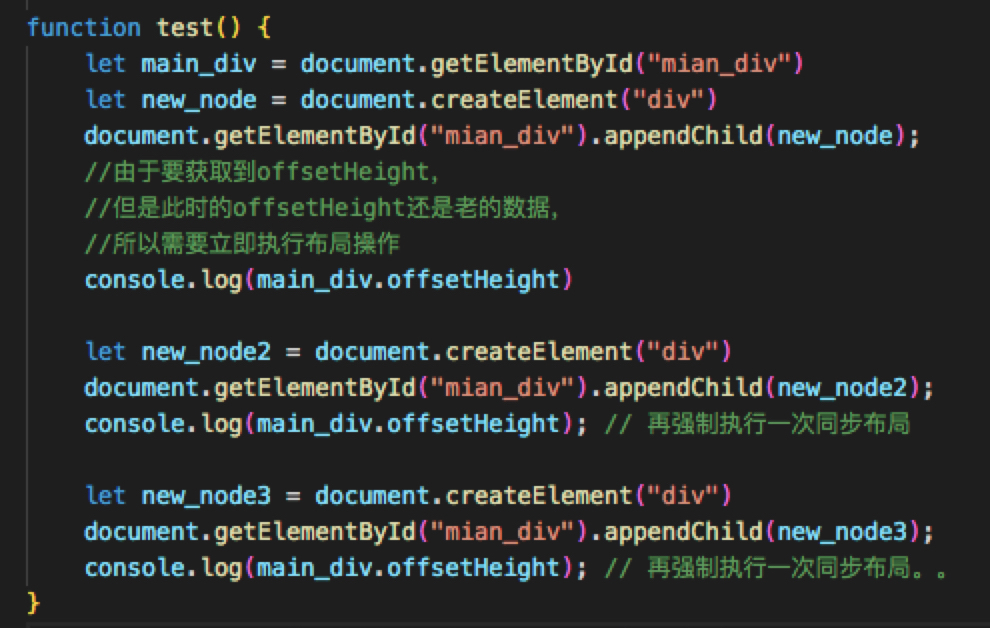 function test() {
let main_div = document.getElementById("mian_div")
let new_node = document.createElement("div")
document.getElementById("mian_div").appendChild(new_node);
//由于要获取到offsetHeight，
//但是此时的offsetHeight还是老的数据，
//所以需要立即执行布局操作
console.log(main_div.offsetHeight)
let new_node2 = document.createElement("div")
document.getElementById("mian_div").appendChild(new_node2);
console.log(main_div.offsetHeight); // 再强制执行一次同步布局
let new_node3 = document.createElement("div")
document.getElementById("mian_div").appendChild(new_node3);
console.log(main_div.offsetHeight); // 再强制执行一次同步布局。。
}